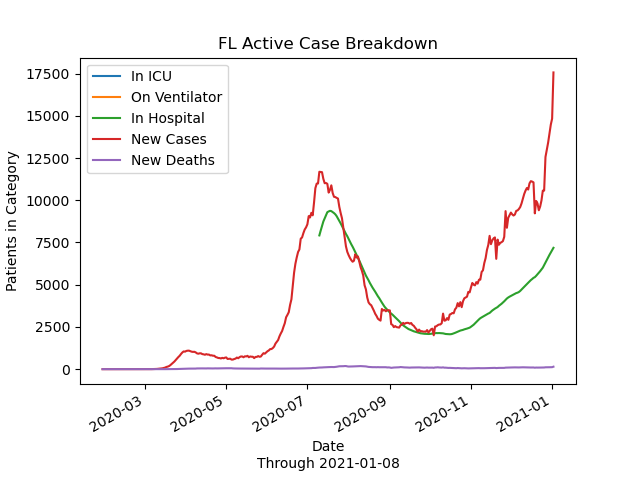 FL Active Case Breakdown
In ICU
On Ventilator
In Hospital
New Cases
New Deaths
Patients in Category
17500
15000
12500
10000
7500
5000
2500
0
2020-03
2020-05
2020-07
2020-09
2020-11
2021-01
Date
Through 2021-01-08